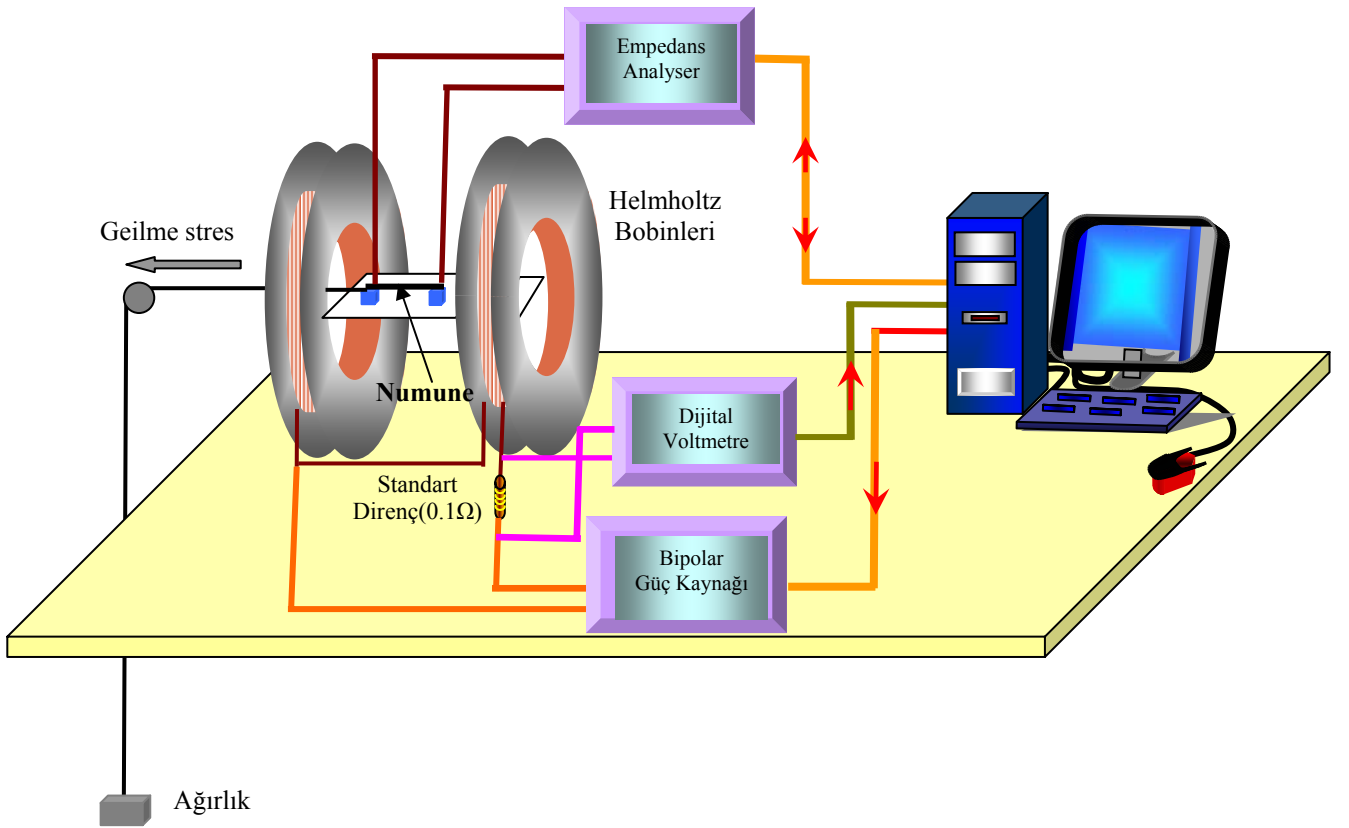 Empedans
Analyser
Helmholtz
Bobinleri
Geilme stres
Numune
Dijital
Voltmetre
Standart
Direnç(0.1Ω)
Bipolar
Güç Kaynağı
Ağırlık